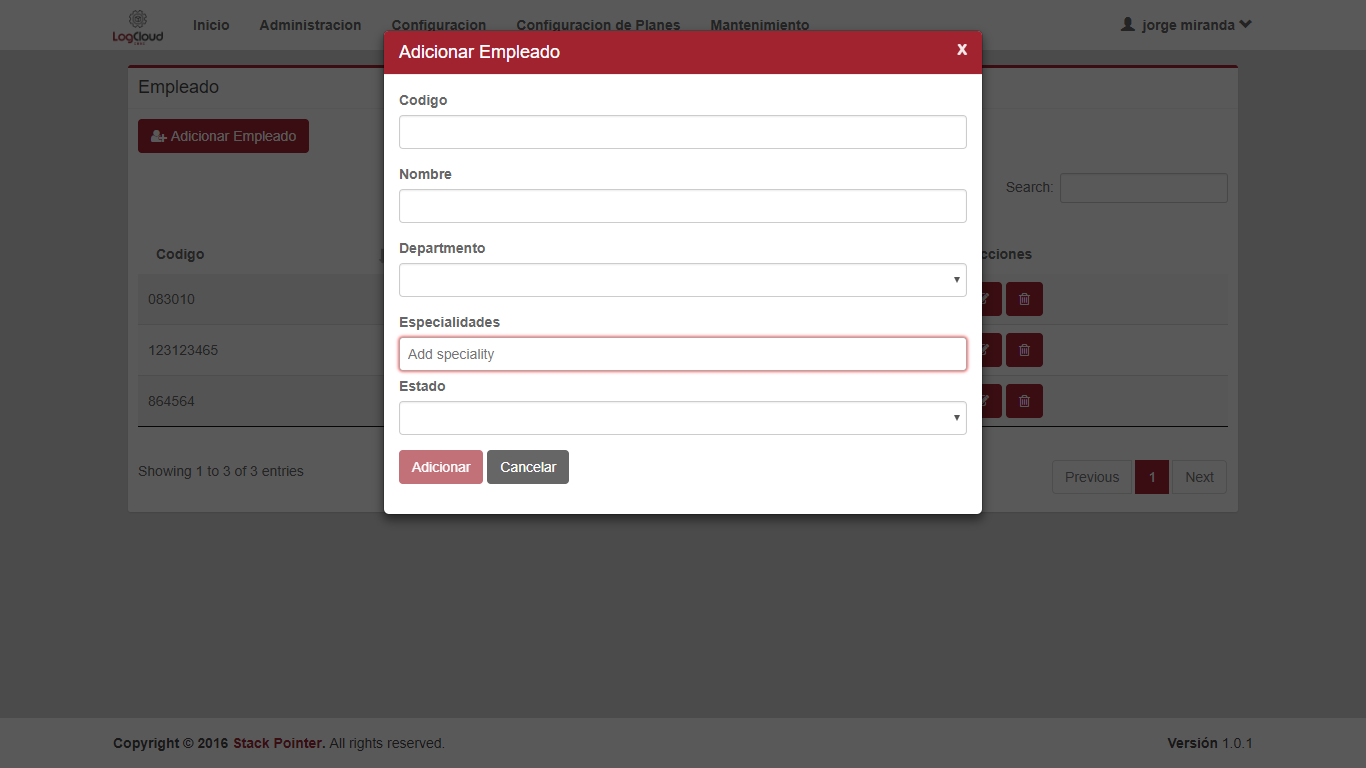 LogCloud
Inicio Administracion Configuracion Configuracion de Planes Mantenimiento jorge miranda
Adicionar Empleado x
Empleado
Adicionar Empleado
Codigo
Nombre
Search:
Departmento
Codigo cciones
Especialidades
083010
Add speciality
123123465
Estado
864564
Adicionar Cancelar
Showing 1 to 3 of 3 entries
Previous 1 Next
Copyright © 2016 Stack Pointer. All rights reserved. Versión 1.0.1